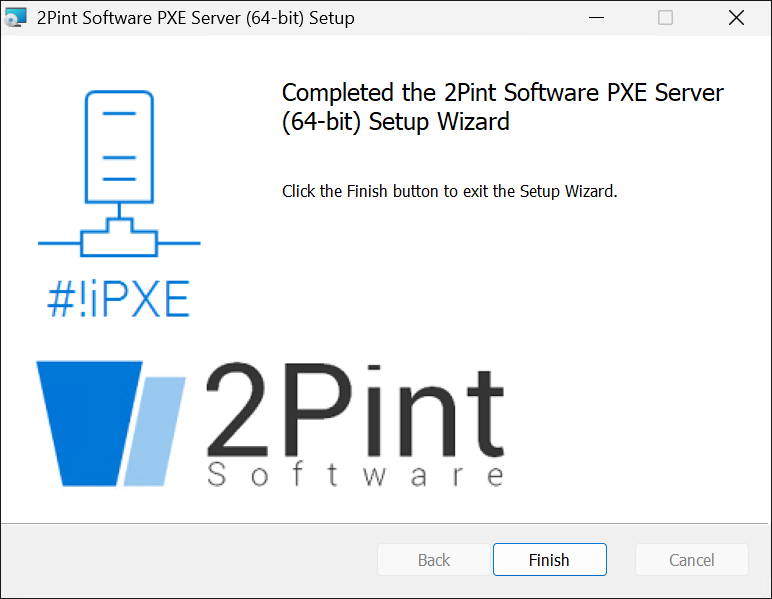 2Pint Software PXE Server (64-bit) Setup
Completed the 2Pint Software PXE Server
(64-bit) Setup Wizard
Click the Finish button to exit the Setup Wizard.
#!iPXE
2Pint
Software
Back
Finish
Cancel